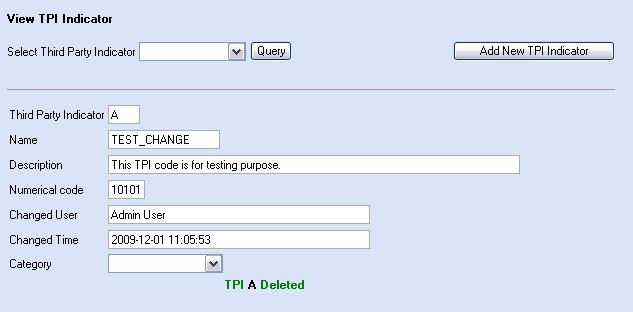 View TPI Indicator
Select Third Party Indicator Query Add New TPI Indicator
Third Party Indicator A
Name TEST_CHANGE
Description This TPI code is for testing purpose.
Numerical code 10101
Changed User Admin User
Changed Time 2009-12-01 11:05:53
Category
TPI A Deleted